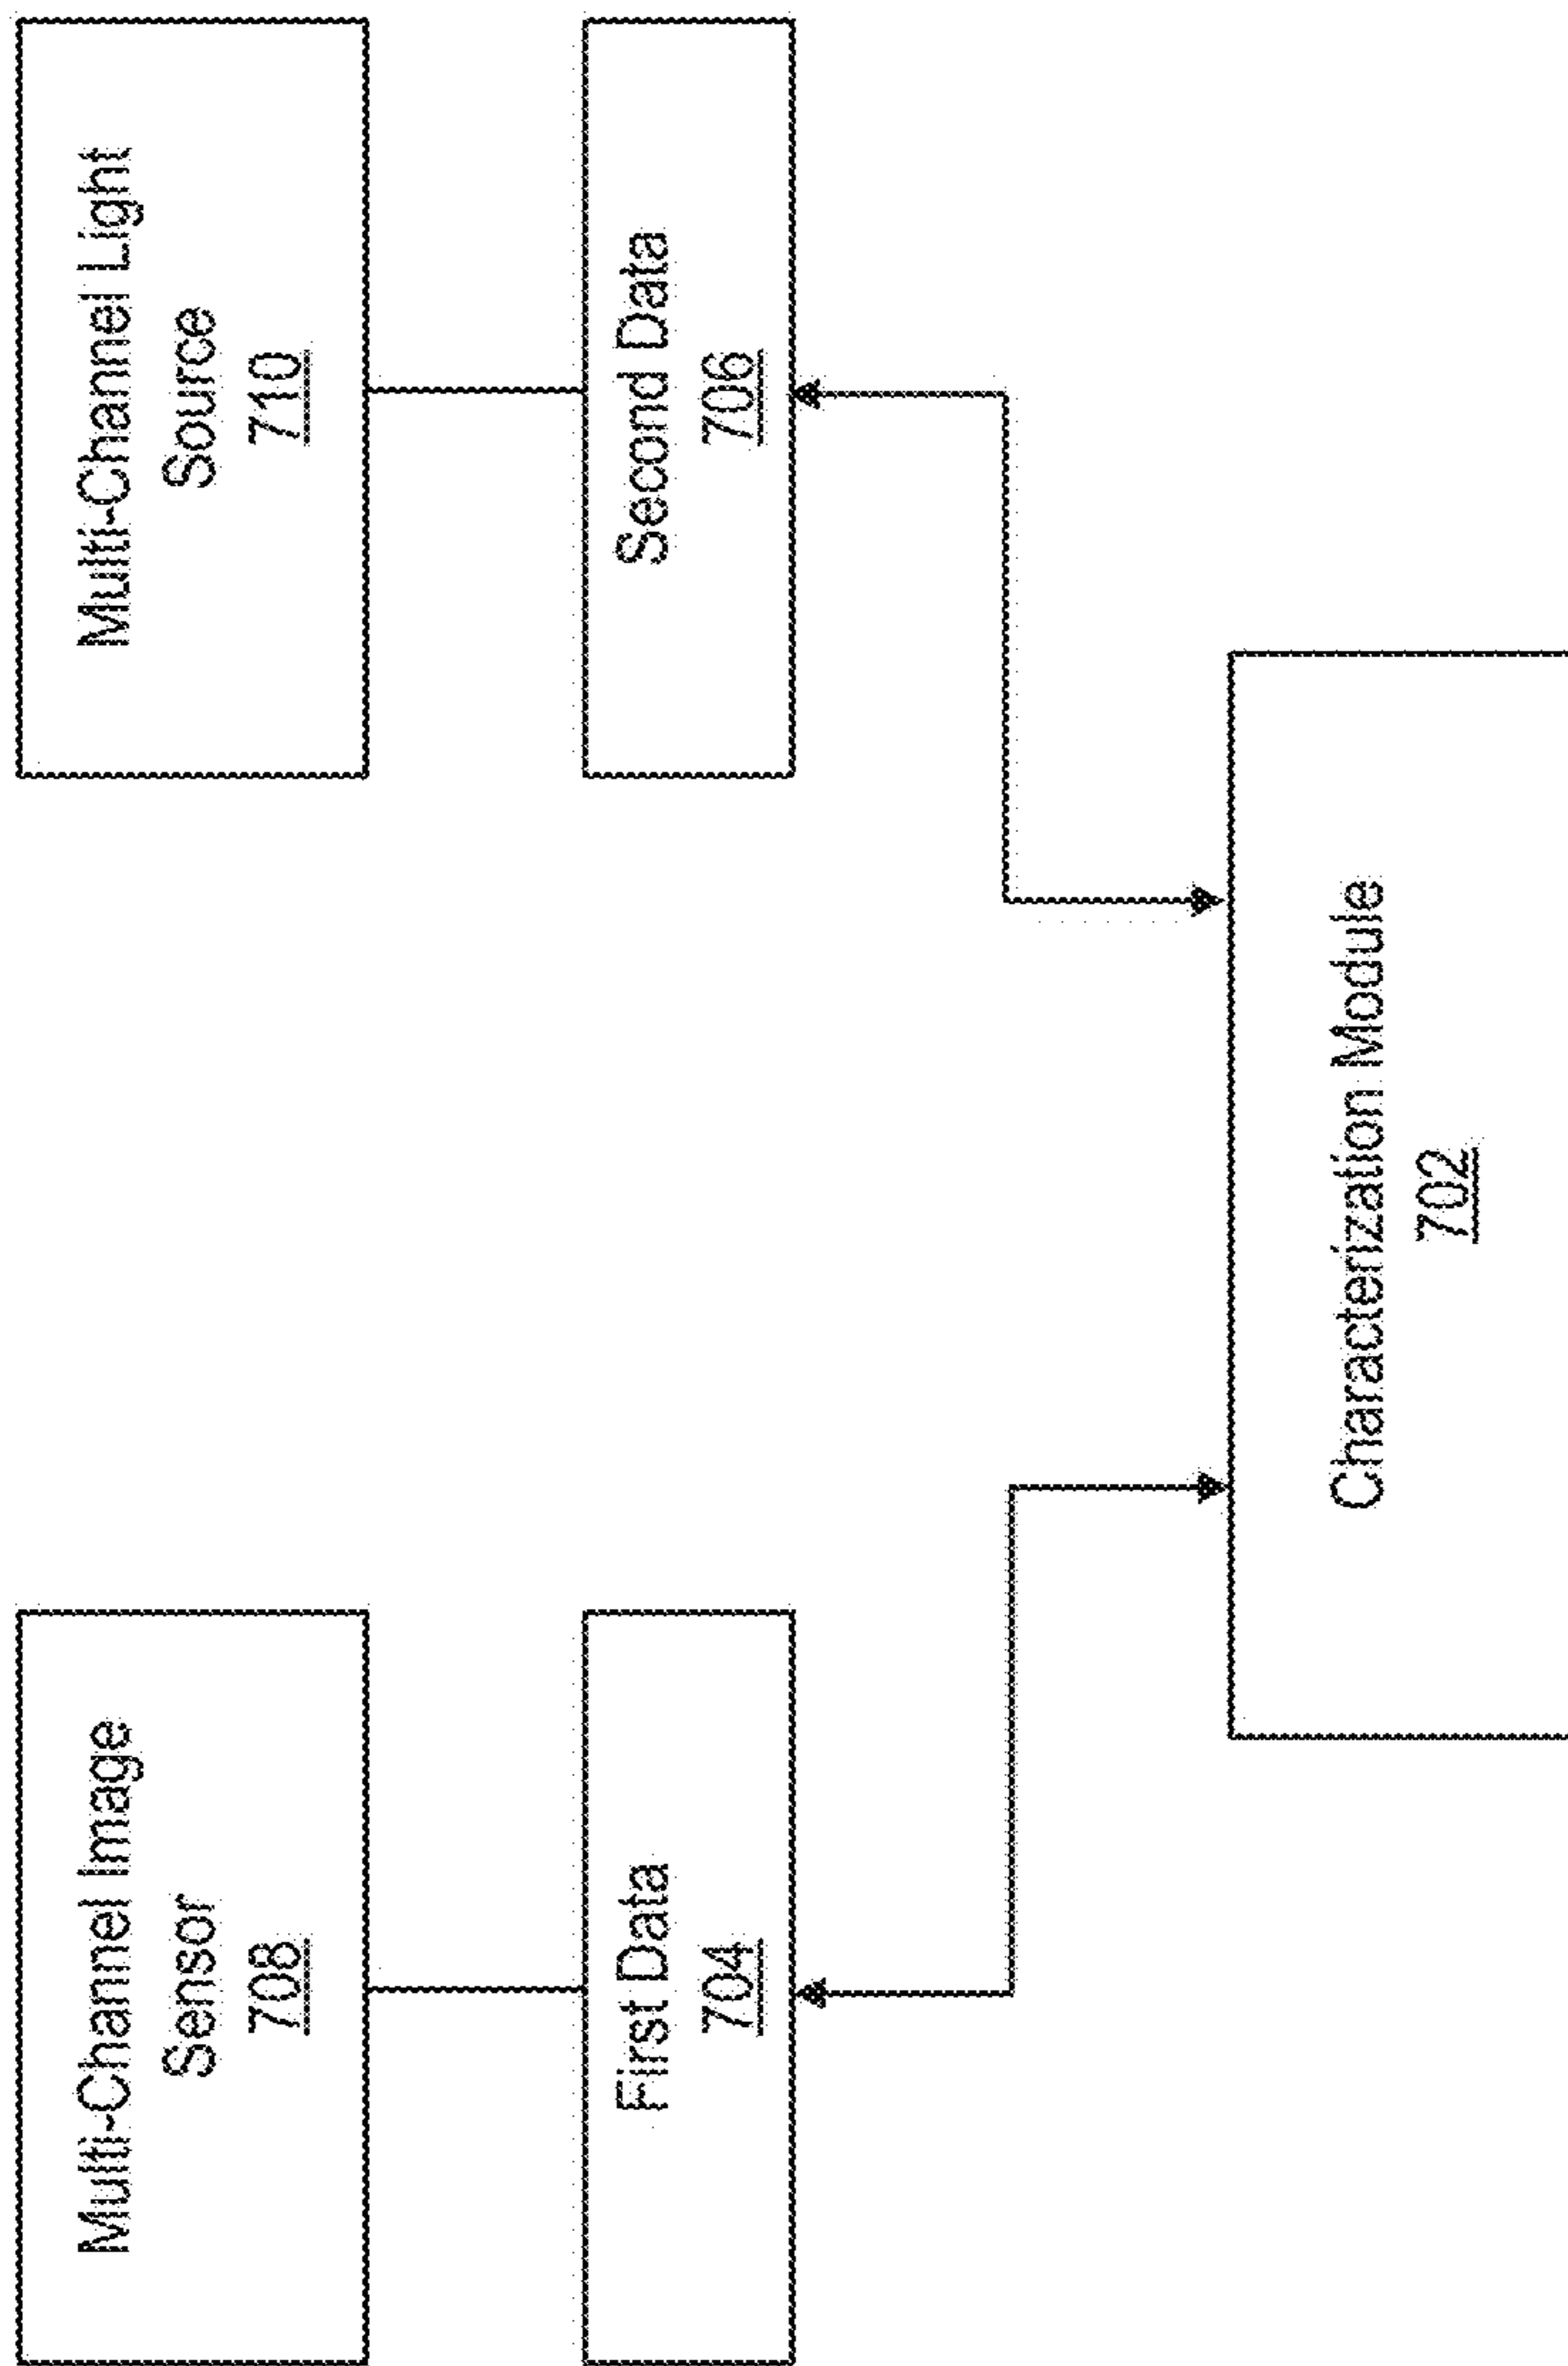 Multi-Channel Image
Sensor
708
Multi-Channel Light
Source
710
First Data
704
Second Data
706
Characterization Module
702